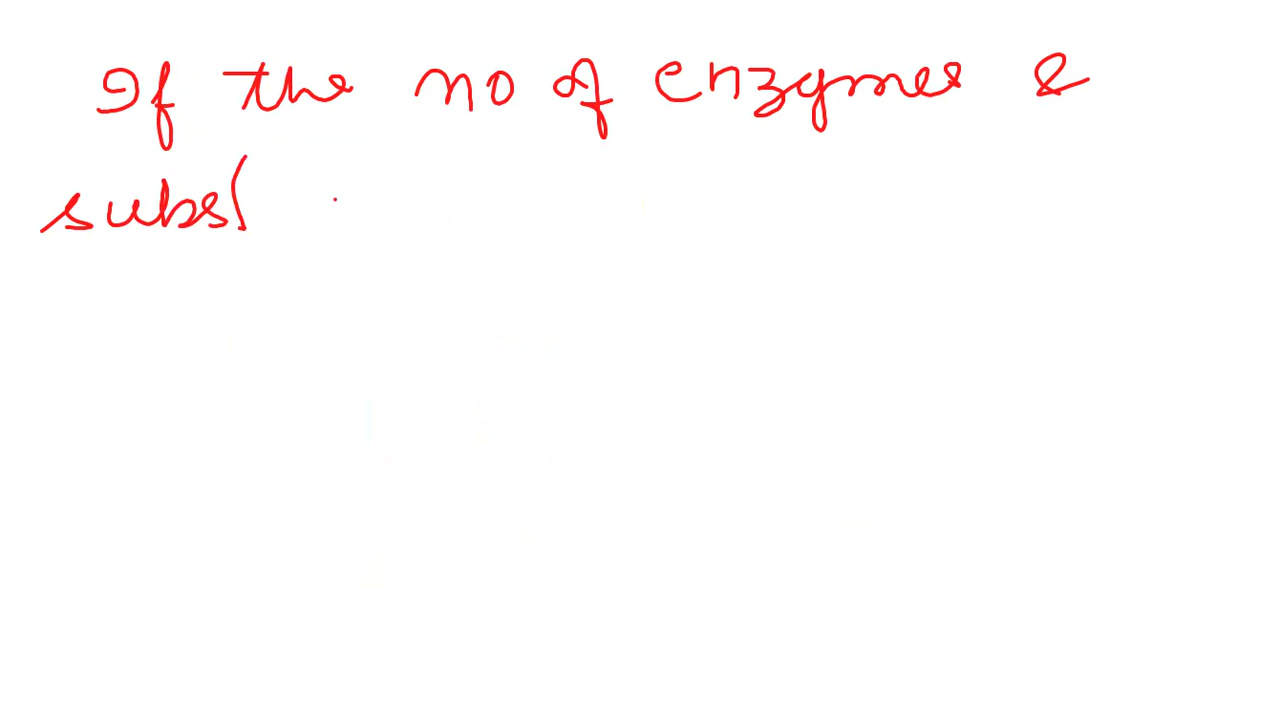 If the no of enzymes &
subs(